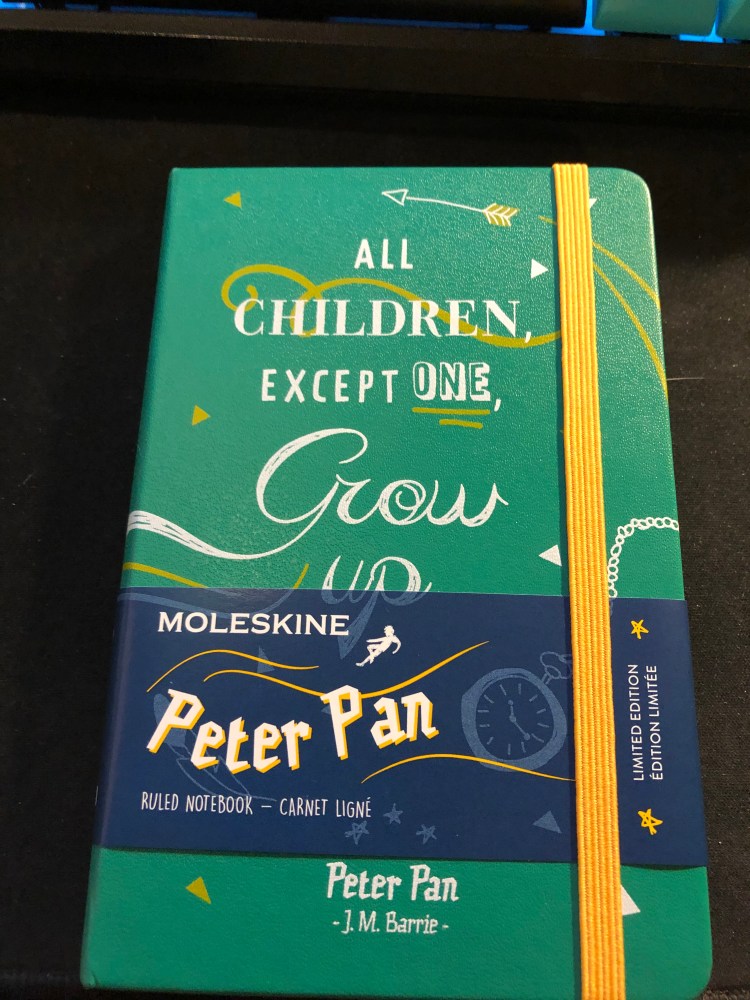 ALL
CHILDREN,
EXCEPT ONE,
Grow
up
MOLESKINE
Peter Pan
RULED NOTEBOOK – CARNET LIGNÉ
LIMITED EDITION
ÉDITION LIMITÉE
Peter Pan
- J. M. Barrie -